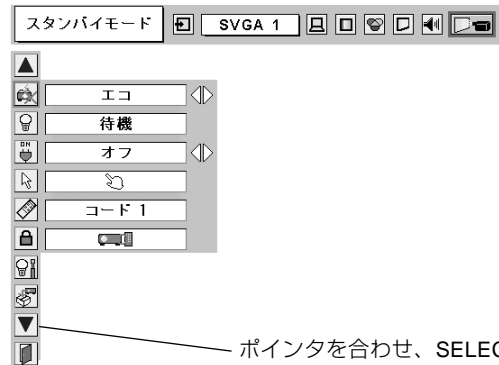 スタンバイモード
SVGA 1
エコ
待機
ON
オフ
コード 1
ポインタを合わせ、SELEC